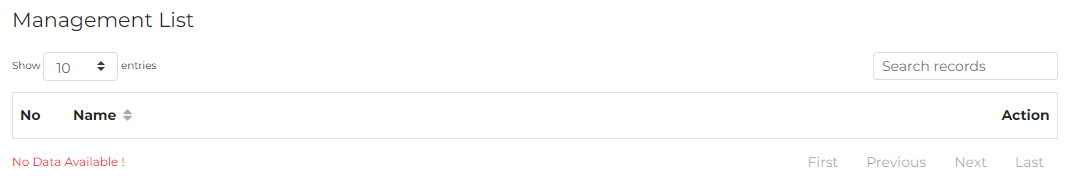 Management List
Show 10 entries Search records
No Name Action
No Data Available ! First Previous Next Last